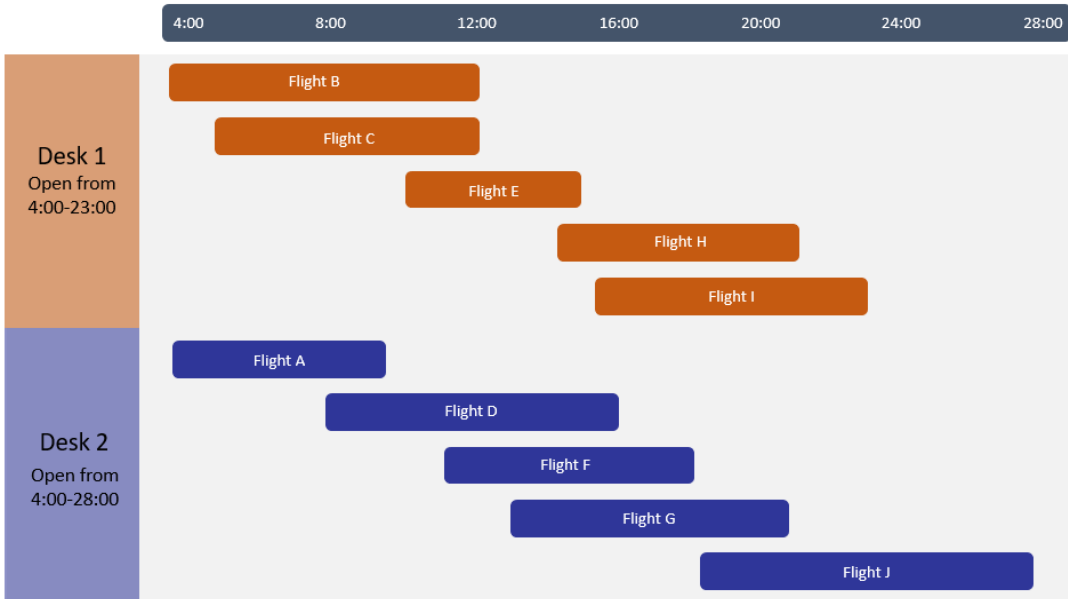 4:00 8:00 12:00 16:00 20:00 24:00 28:00
Desk 1
Open from
4:00-23:00
Flight B
Flight C
Flight E
Flight H
Flight I
Desk 2
Open from
4:00-28:00
Flight A
Flight D
Flight F
Flight G
Flight J